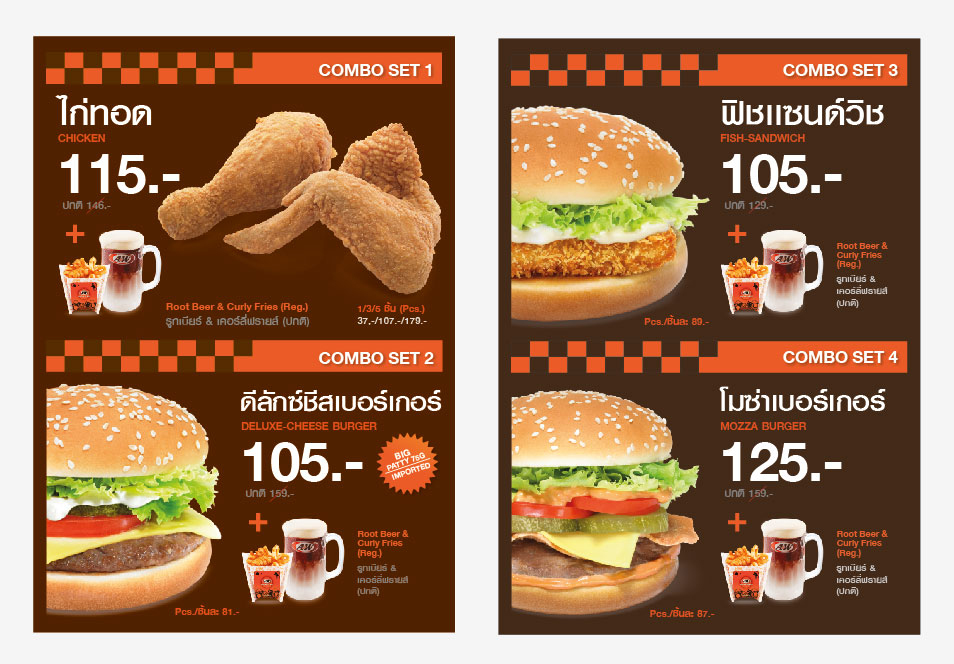 COMBO SET 1
ไก่ทอด
CHICKEN
115.-
ปกติ 146.-
+
A&W
Root Beer & Curly Fries (Reg.)
รูทเบียร์ & เคอร์ลี่ฟรายส์ (ปกติ)
1/3/5 ชิ้น (Pcs.)
37.-/107.-/179.-
COMBO SET 2
ดีลักซ์ชีสเบอร์เกอร์
DELUXE-CHEESE BURGER
105.-
ปกติ 159.-
BIG
PATTY 76G
IMPORTED
+
A&W
Root Beer &
Curly Fries
(Reg.)
รูทเบียร์ &
เคอร์ลี่ฟรายส์
(ปกติ)
Pcs./ชิ้นละ 81.-
COMBO SET 3
ฟิชแซนด์วิช
FISH-SANDWICH
105.-
ปกติ 129.-
+
A&W
Root Beer &
Curly Fries
(Reg.)
รูทเบียร์ &
เคอร์ลี่ฟรายส์
(ปกติ)
Pcs./ชิ้นละ 89.-
COMBO SET 4
โมซ่าเบอร์เกอร์
MOZZA BURGER
125.-
ปกติ 159.-
+
A&W
Root Beer &
Curly Fries
(Reg.)
รูทเบียร์ &
เคอร์ลี่ฟรายส์
(ปกติ)
Pcs./ชิ้นละ 87.-